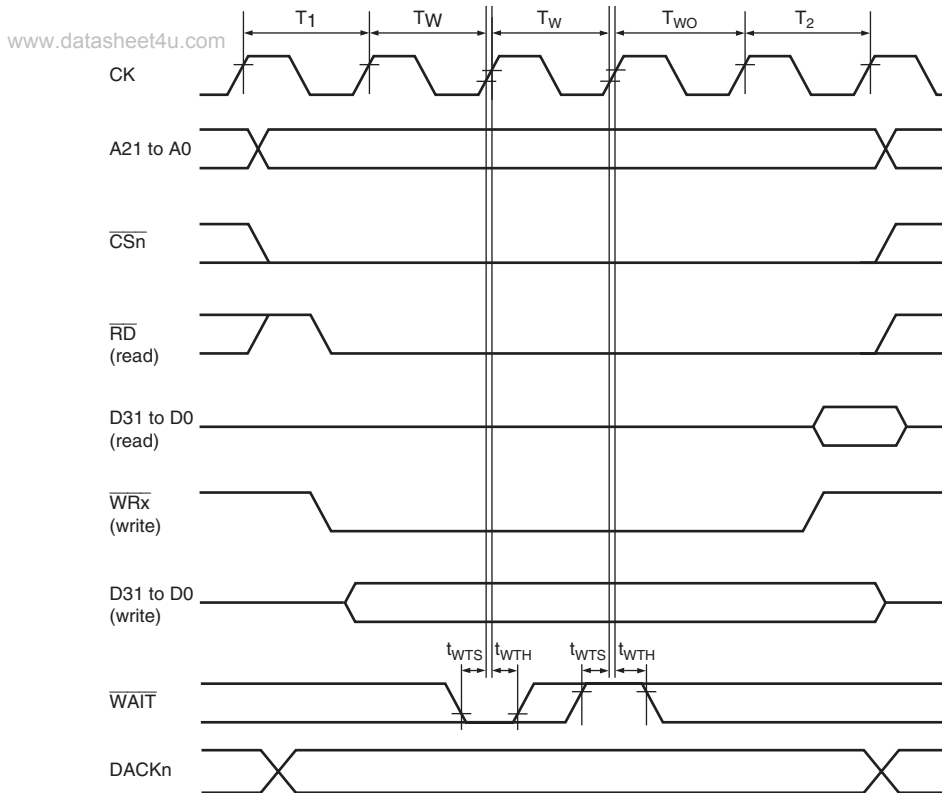 T1 TW TW TWO T2
www.datasheet4u.com
CK
A21 to A0
CSn
RD
(read)
D31 to D0
(read)
WRx
(write)
D31 to D0
(write)
tWTS tWTH tWTS tWTH
WAIT
DACKn